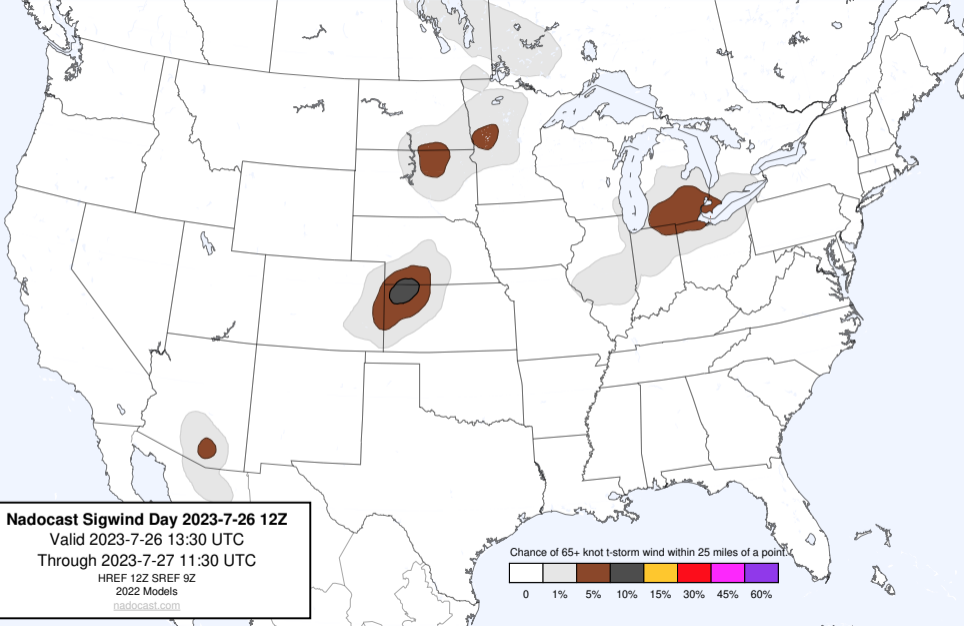 Nadocast Sigwind Day 2023-7-26 12Z
Valid 2023-7-26 13:30 UTC
Through 2023-7-27 11:30 UTC
HREF 12Z SREF 9Z
2022 Models
nadocast.com
Chance of 65+ knot t-storm wind within 25 miles of a point.
0 1% 5% 10% 15% 30% 45% 60%